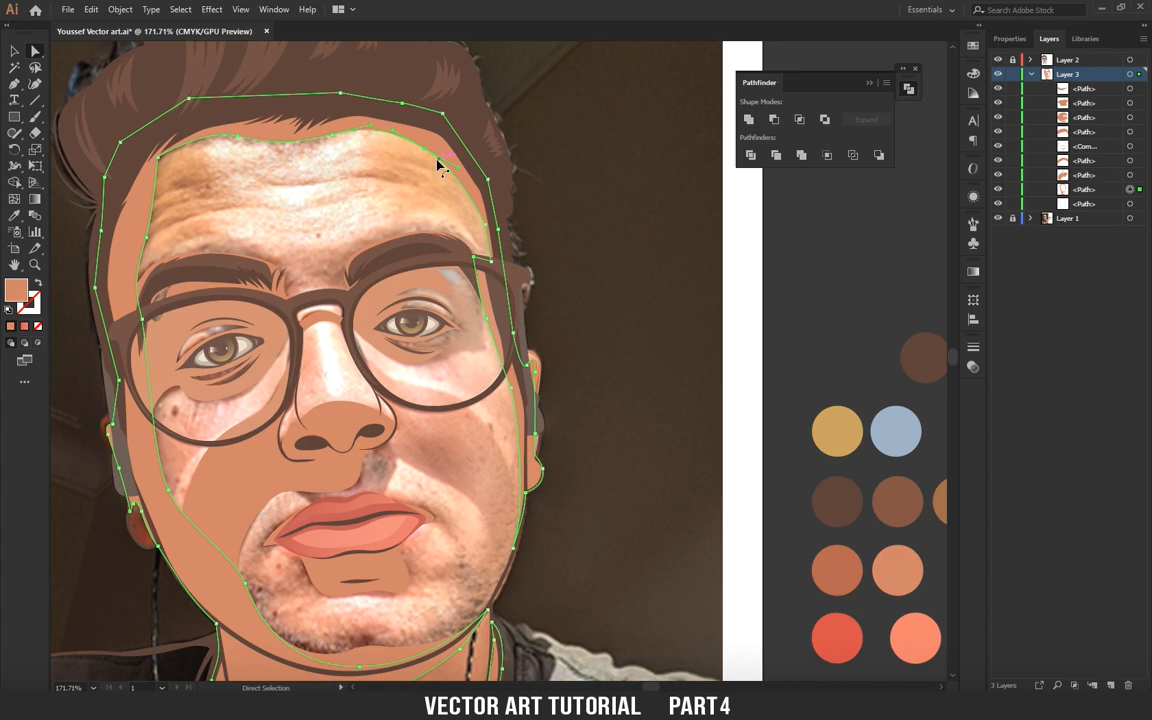 Ai File Edit Object Type Select Effect View Window Help Essentials Search Adobe Stock
Youssef Vector art.ai* @ 171.71% (CMYK/GPU Preview) ×
Properties Layers Libraries
Layer 2
Layer 3
<Path>
<Path>
<Path>
<Path>
<Com...
<Path>
<Path>
<Path>
<Path>
Layer 1
Pathfinder
Shape Modes:
Expand
Pathfinders:
171.71% 1 Direct Selection 3 Layers
VECTOR ART TUTORIAL PART 4